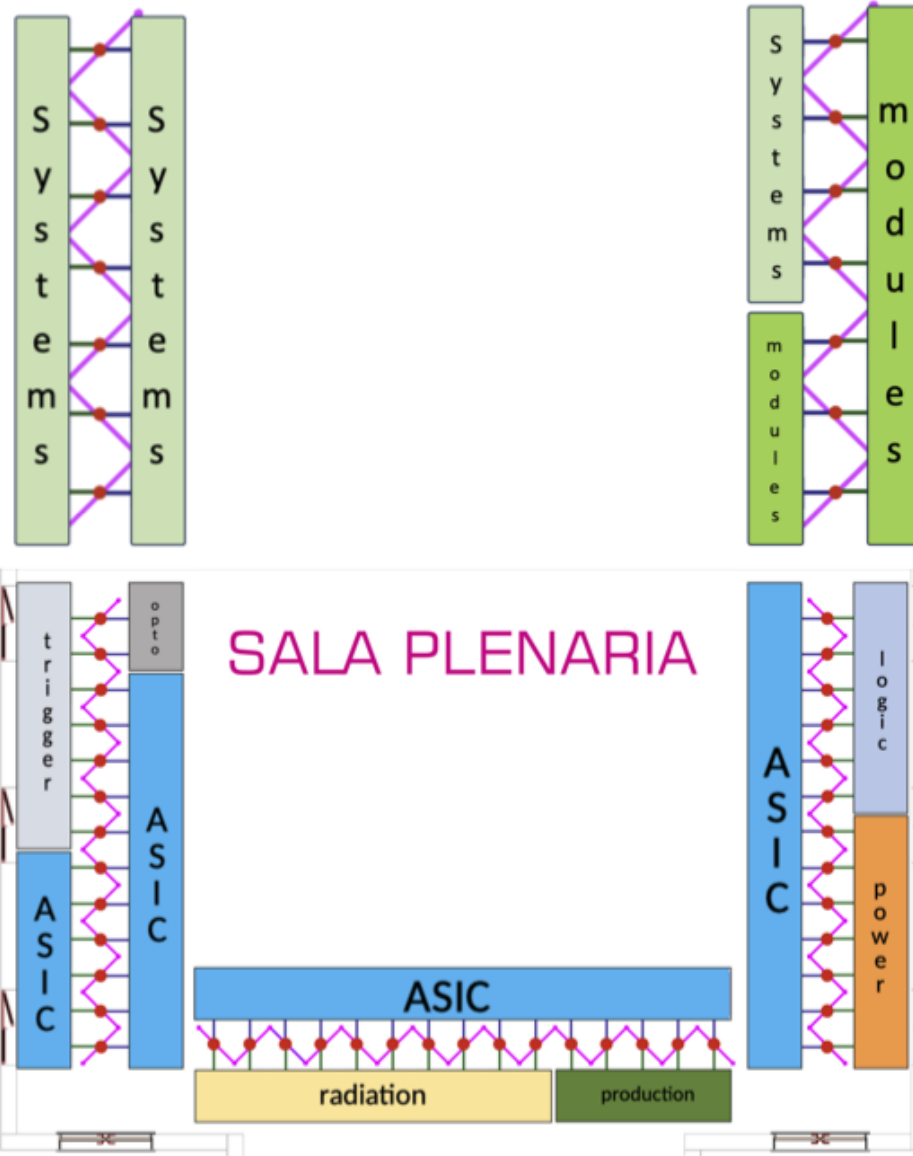 Systems
Systems
Systems
modules
modules
trigger
opto
SALA PLENARIA
ASIC
logic
ASIC
ASIC
power
ASIC
radiation
production